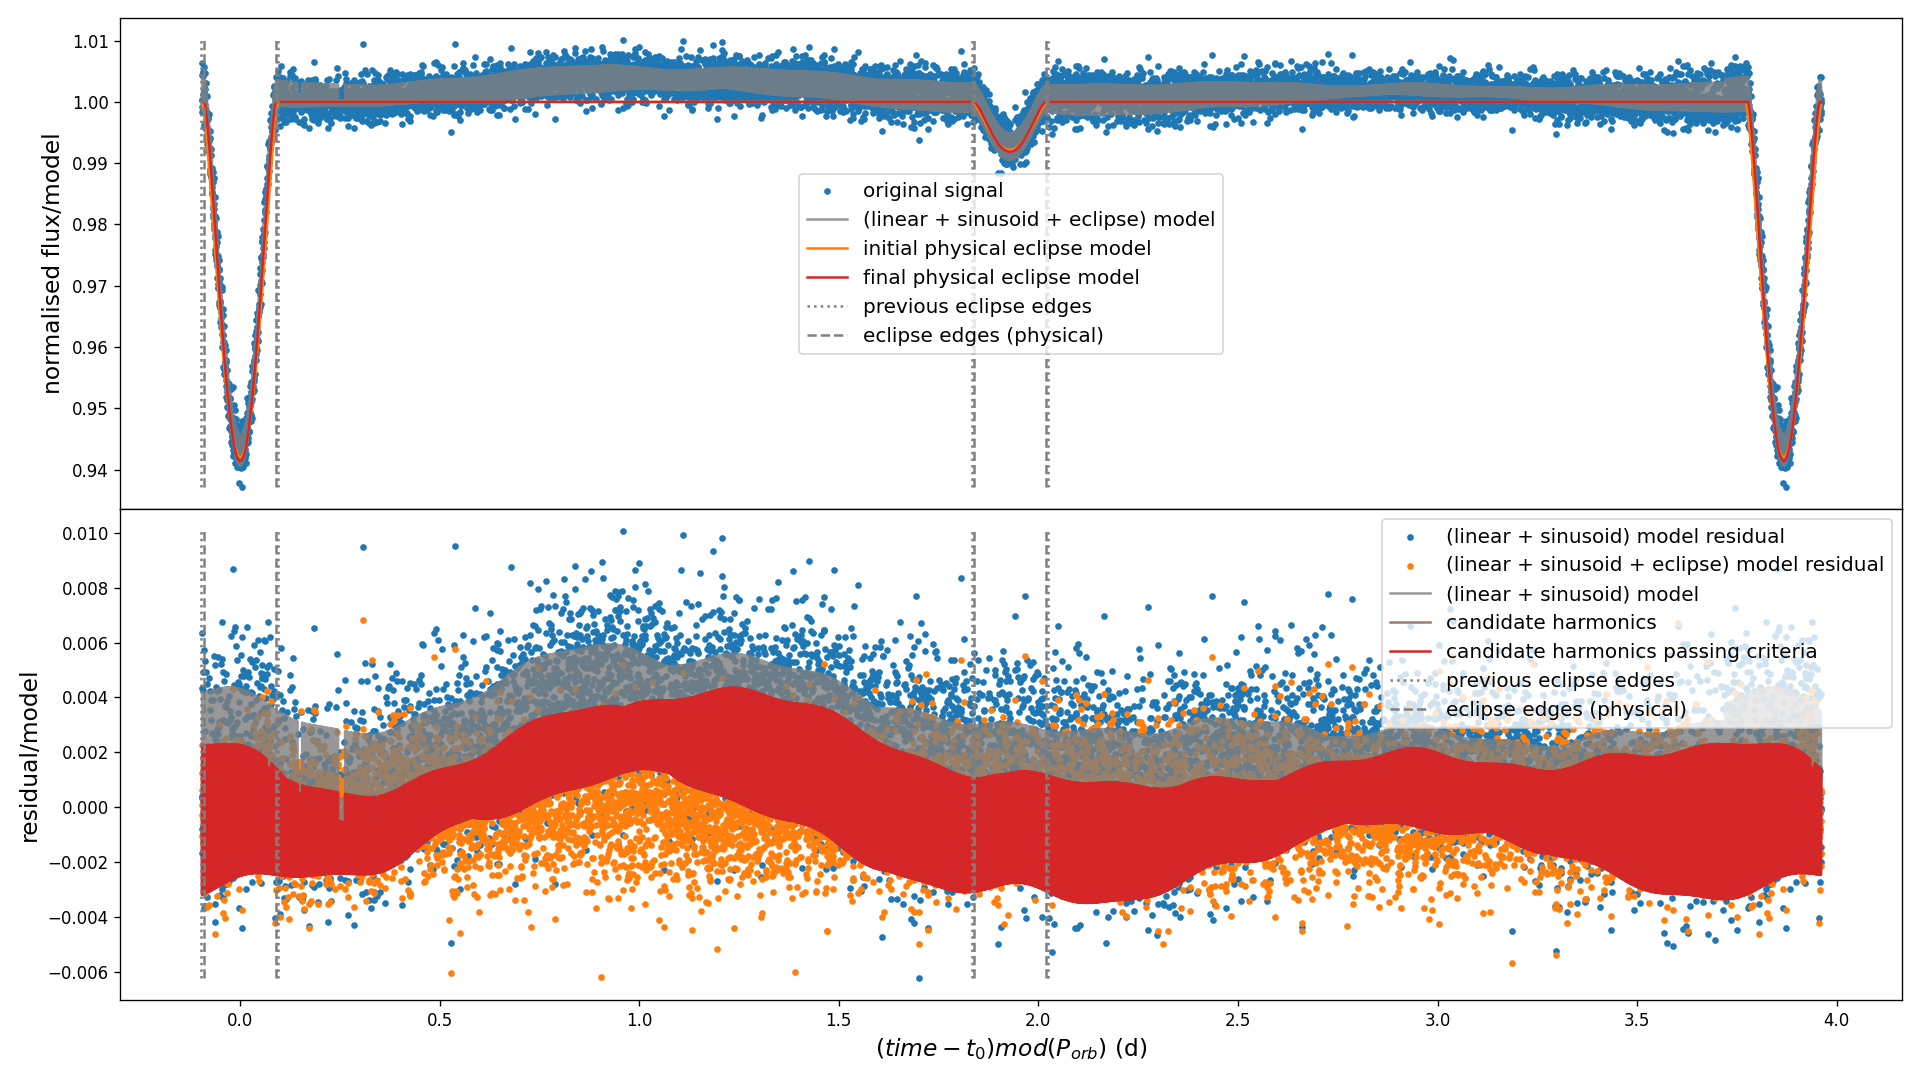 normalised flux/model
1.01
1.00
0.99
0.98
0.97
0.96
0.95
0.94
original signal
(linear + sinusoid + eclipse) model
initial physical eclipse model
final physical eclipse model
previous eclipse edges
eclipse edges (physical)
residual/model
0.010
0.008
0.006
0.004
0.002
0.000
−0.002
−0.004
−0.006
(linear + sinusoid) model residual
(linear + sinusoid + eclipse) model residual
(linear + sinusoid) model
candidate harmonics
candidate harmonics passing criteria
previous eclipse edges
eclipse edges (physical)
0.0 0.5 1.0 1.5 2.0 2.5 3.0 3.5 4.0
(time − t₀)mod(Pₒᵣb) (d)